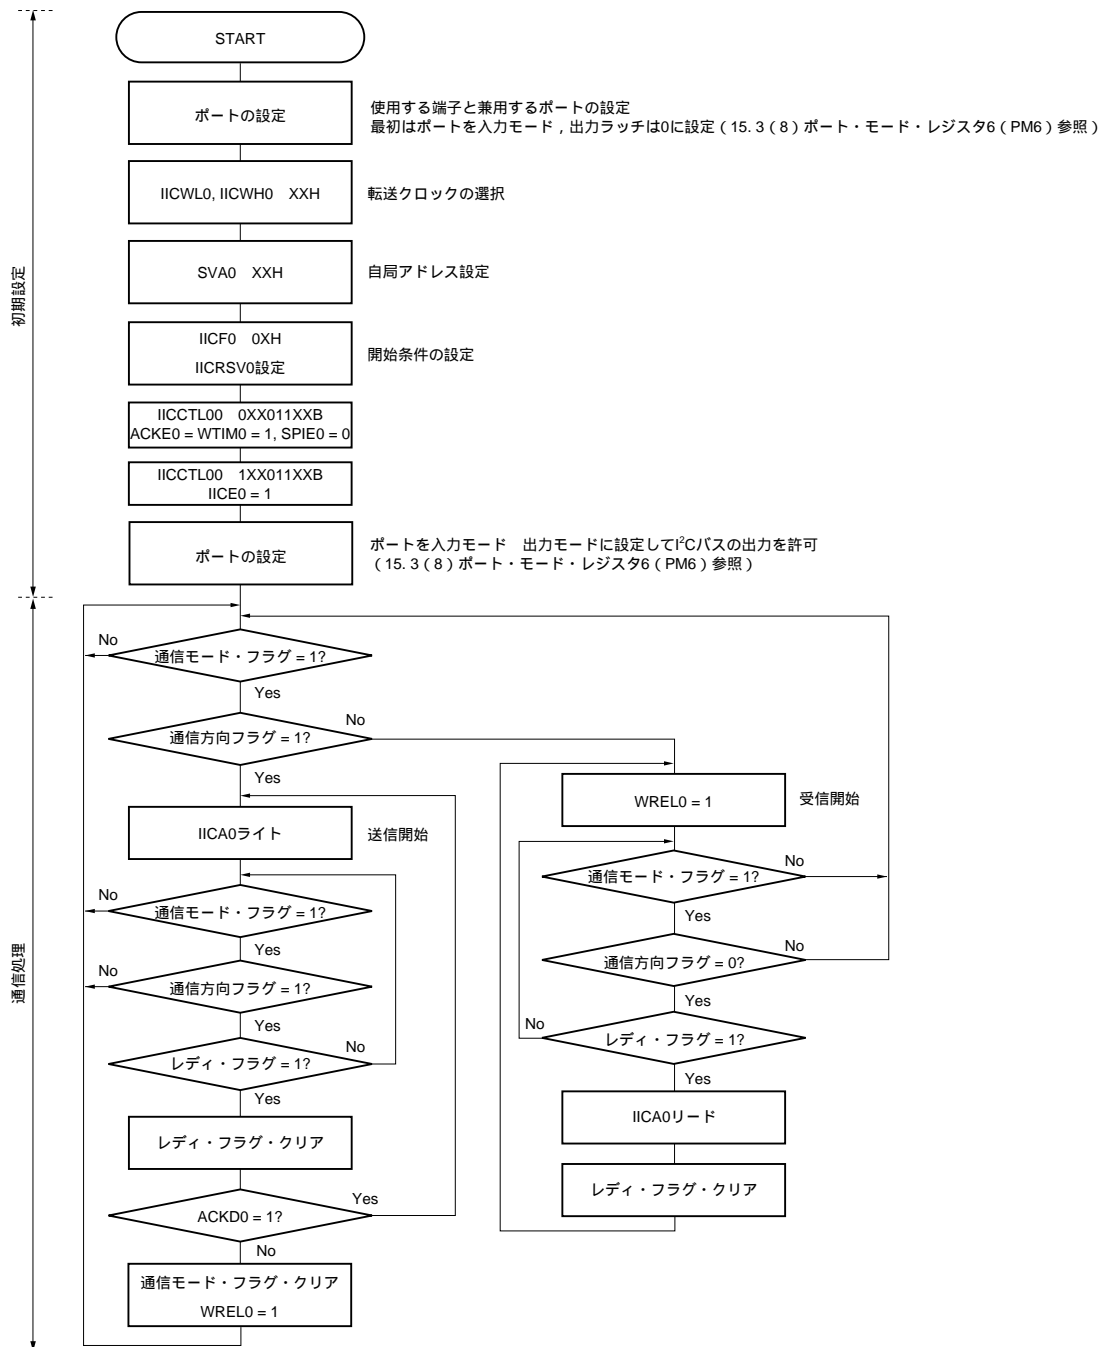 START
ポートの設定
使用する端子と兼用するポートの設定
最初はポートを入力モード，出力ラッチは0に設定（15. 3（8）ポート・モード・レジスタ6（PM6）参照）
IICWL0, IICWH0　XXH
転送クロックの選択
SVA0　XXH
自局アドレス設定
初期設定
IICF0　0XH
IICRSV0設定
開始条件の設定
IICCTL00　0XX011XXB
ACKE0 = WTIM0 = 1, SPIE0 = 0
IICCTL00　1XX011XXB
IICE0 = 1
ポートの設定
ポートを入力モード　出力モードに設定してI²Cバスの出力を許可
（15. 3（8）ポート・モード・レジスタ6（PM6）参照）
通信処理
No
通信モード・フラグ = 1?
Yes
通信方向フラグ = 1?
No
Yes
IICA0ライト
送信開始
No
通信モード・フラグ = 1?
Yes
No
通信方向フラグ = 1?
Yes
レディ・フラグ = 1?
No
Yes
レディ・フラグ・クリア
ACKD0 = 1?
Yes
No
通信モード・フラグ・クリア
WREL0 = 1
WREL0 = 1
受信開始
通信モード・フラグ = 1?
No
Yes
通信方向フラグ = 0?
No
Yes
No
レディ・フラグ = 1?
Yes
IICA0リード
レディ・フラグ・クリア